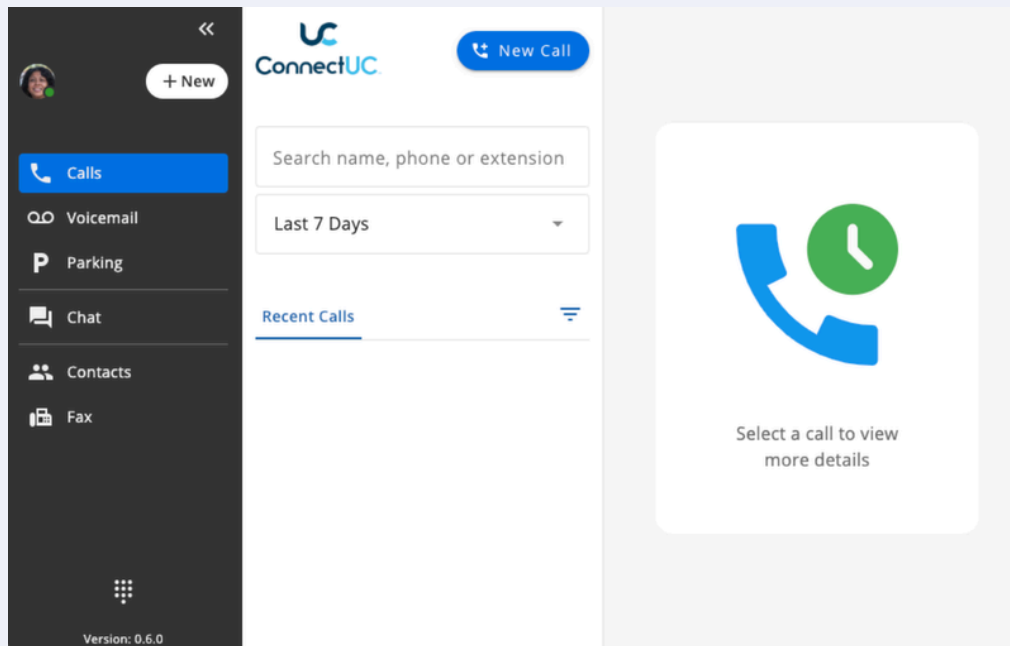 + New
Calls
Voicemail
P Parking
Chat
Contacts
Fax
Version: 0.6.0
UC
ConnectUC
New Call
Search name, phone or extension
Last 7 Days
Recent Calls
Select a call to view
more details